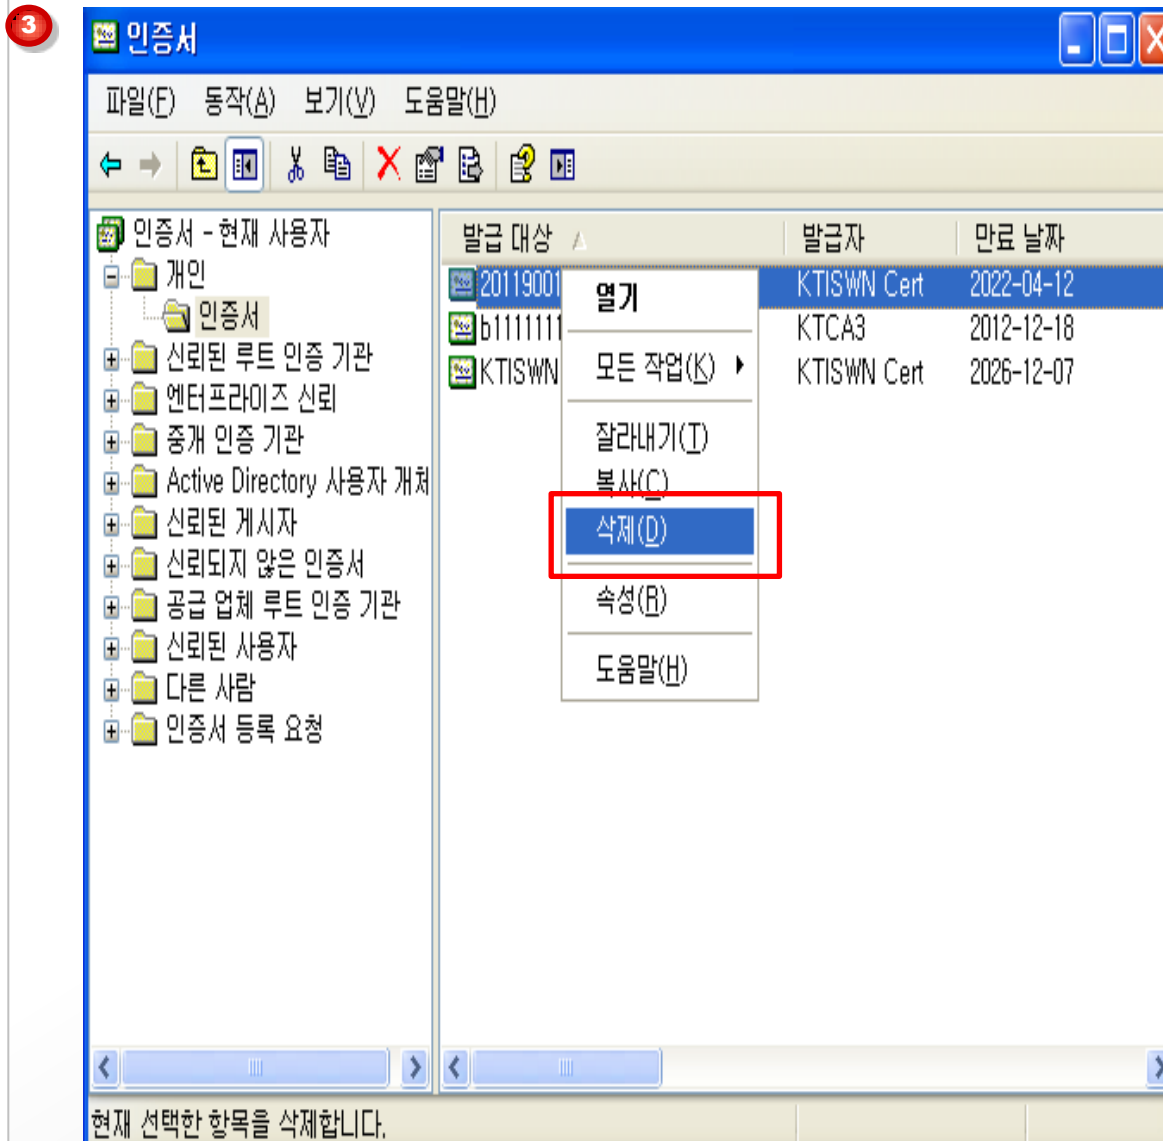 3
인증서
파일(F) 동작(A) 보기(V) 도움말(H)
인증서 - 현재 사용자
개인
인증서
신뢰된 루트 인증 기관
엔터프라이즈 신뢰
중개 인증 기관
Active Directory 사용자 개체
신뢰된 게시자
신뢰되지 않은 인증서
공급 업체 루트 인증 기관
신뢰된 사용자
다른 사람
인증서 등록 요청
발급 대상 발급자 만료 날짜
20119001 KTISWN Cert 2022-04-12
b1111111 KTCA3 2012-12-18
KTISWN KTISWN Cert 2026-12-07
열기
모든 작업(K)
잘라내기(T)
복사(C)
삭제(D)
속성(R)
도움말(H)
현재 선택한 항목을 삭제합니다.